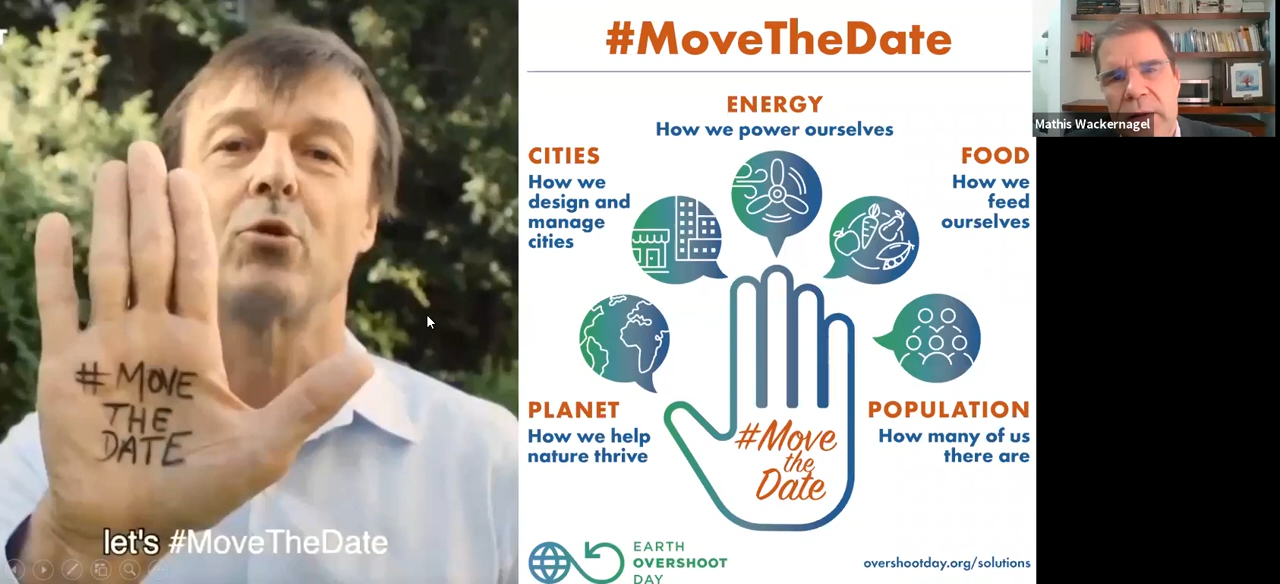 T
#MOVE
THE
DATE
let's #MoveTheDate
#MoveTheDate
ENERGY
How we power ourselves
CITIES
How we
design and
manage
cities
FOOD
How we
feed
ourselves
PLANET
How we help
nature thrive
POPULATION
How many of us
there are
#Move
the
Date
EARTH
OVERSHOOT
DAY
overshootday.org/solutions
Mathis Wackernagel